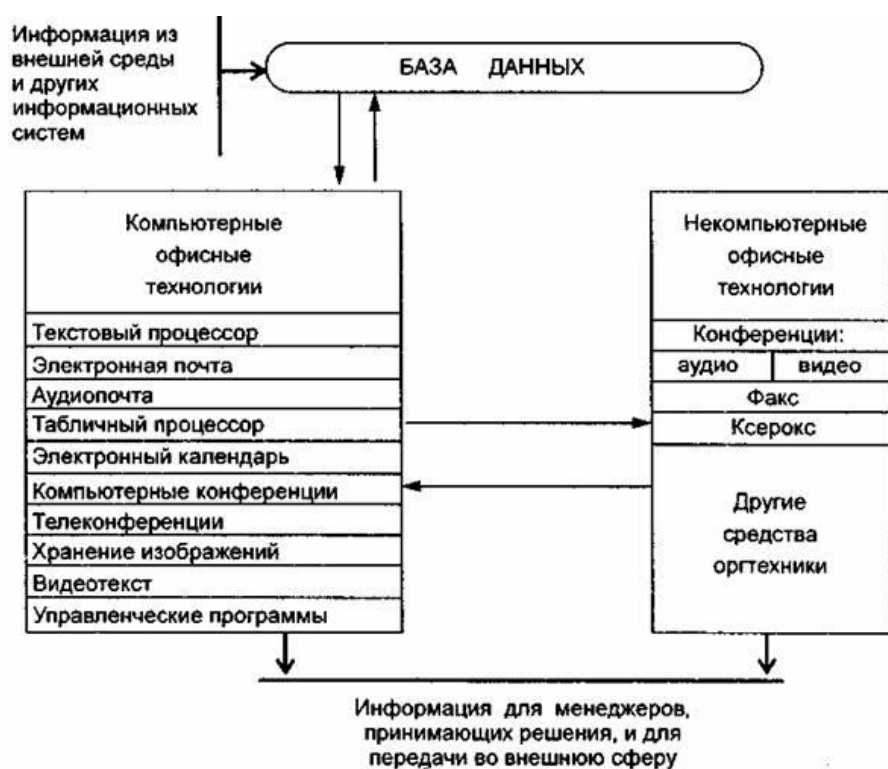 Информация из
внешней среды
и других
информационных
систем
БАЗА ДАННЫХ
Компьютерные
офисные
технологии
Текстовый процессор
Электронная почта
Аудиопочта
Табличный процессор
Электронный календарь
Компьютерные конференции
Телеконференции
Хранение изображений
Видеотекст
Управленческие программы
Некомпьютерные
офисные
технологии
Конференции:
аудио видео
Факс
Ксерокс
Другие
средства
оргтехники
Информация для менеджеров,
принимающих решения, и для
передачи во внешнюю сферу